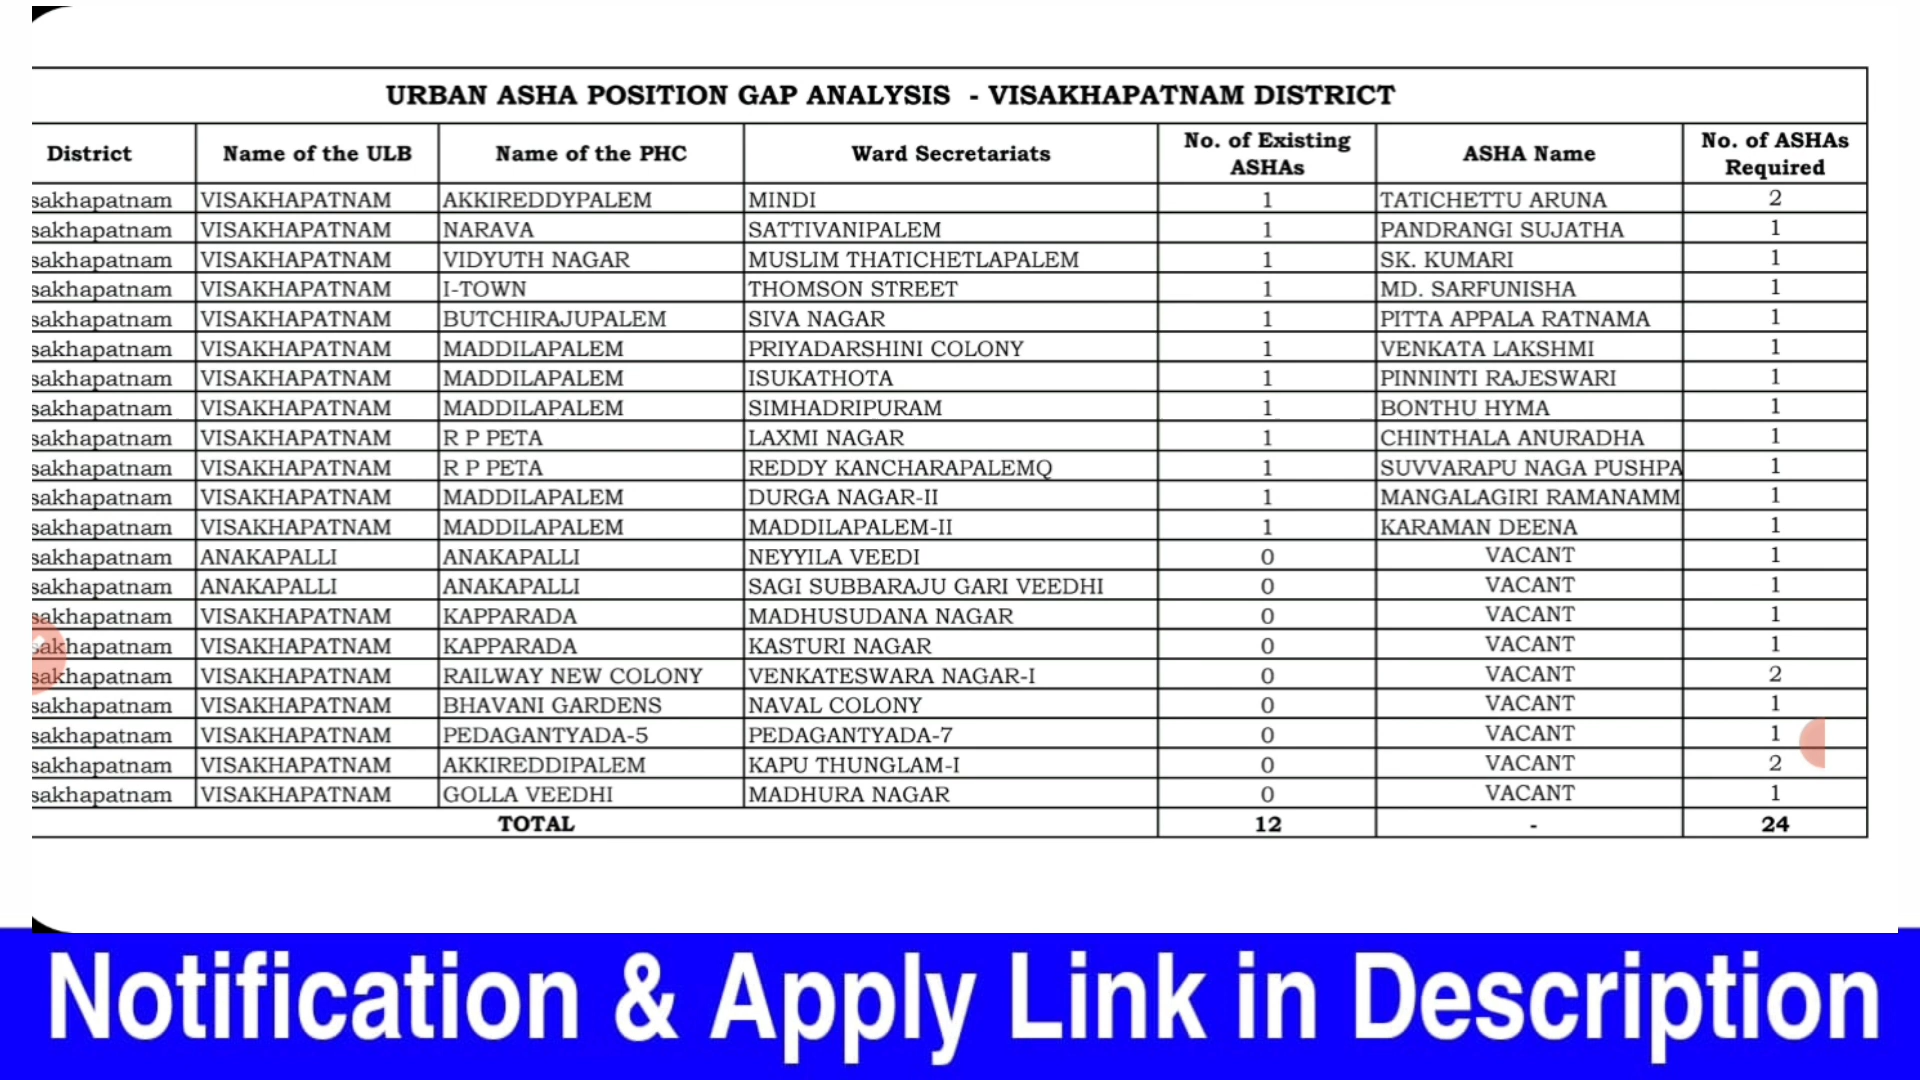 URBAN ASHA POSITION GAP ANALYSIS - VISAKHAPATNAM DISTRICT
District Name of the ULB Name of the PHC Ward Secretariats No. of Existing ASHAs ASHA Name No. of ASHAs Required
sakhapatnam VISAKHAPATNAM AKKIREDDYPALEM MINDI 1 TATICHETTU ARUNA 2
sakhapatnam VISAKHAPATNAM NARAVA SATTIVANIPALEM 1 PANDRANGI SUJATHA 1
sakhapatnam VISAKHAPATNAM VIDYUTH NAGAR MUSLIM THATICHETLAPALEM 1 SK. KUMARI 1
sakhapatnam VISAKHAPATNAM I-TOWN THOMSON STREET 1 MD. SARFUNISHA 1
sakhapatnam VISAKHAPATNAM BUTCHIRAJUPALEM SIVA NAGAR 1 PITTA APPALA RATNAMA 1
sakhapatnam VISAKHAPATNAM MADDILAPALEM PRIYADARSHINI COLONY 1 VENKATA LAKSHMI 1
sakhapatnam VISAKHAPATNAM MADDILAPALEM ISUKATHOTA 1 PINNINTI RAJESWARI 1
sakhapatnam VISAKHAPATNAM MADDILAPALEM SIMHADRIPURAM 1 BONTHU HYMA 1
sakhapatnam VISAKHAPATNAM R P PETA LAXMI NAGAR 1 CHINTHALA ANURADHA 1
sakhapatnam VISAKHAPATNAM R P PETA REDDY KANCHARAPALEMQ 1 SUVVARAPU NAGA PUSHPA 1
sakhapatnam VISAKHAPATNAM MADDILAPALEM DURGA NAGAR-II 1 MANGALAGIRI RAMANAMM 1
sakhapatnam VISAKHAPATNAM MADDILAPALEM MADDILAPALEM-II 1 KARAMAN DEENA 1
sakhapatnam ANAKAPALLI ANAKAPALLI NEYYILA VEEDI 0 VACANT 1
sakhapatnam ANAKAPALLI ANAKAPALLI SAGI SUBBARAJU GARI VEEDHI 0 VACANT 1
sakhapatnam VISAKHAPATNAM KAPPARADA MADHUSUDANA NAGAR 0 VACANT 1
sakhapatnam VISAKHAPATNAM KAPPARADA KASTURI NAGAR 0 VACANT 1
sakhapatnam VISAKHAPATNAM RAILWAY NEW COLONY VENKATESWARA NAGAR-I 0 VACANT 2
sakhapatnam VISAKHAPATNAM BHAVANI GARDENS NAVAL COLONY 0 VACANT 1
sakhapatnam VISAKHAPATNAM PEDAGANTYADA-5 PEDAGANTYADA-7 0 VACANT 1
sakhapatnam VISAKHAPATNAM AKKIREDDIPALEM KAPU THUNGLAM-I 0 VACANT 2
sakhapatnam VISAKHAPATNAM GOLLA VEEDHI MADHURA NAGAR 0 VACANT 1
TOTAL 12 - 24
Notification & Apply Link in Description